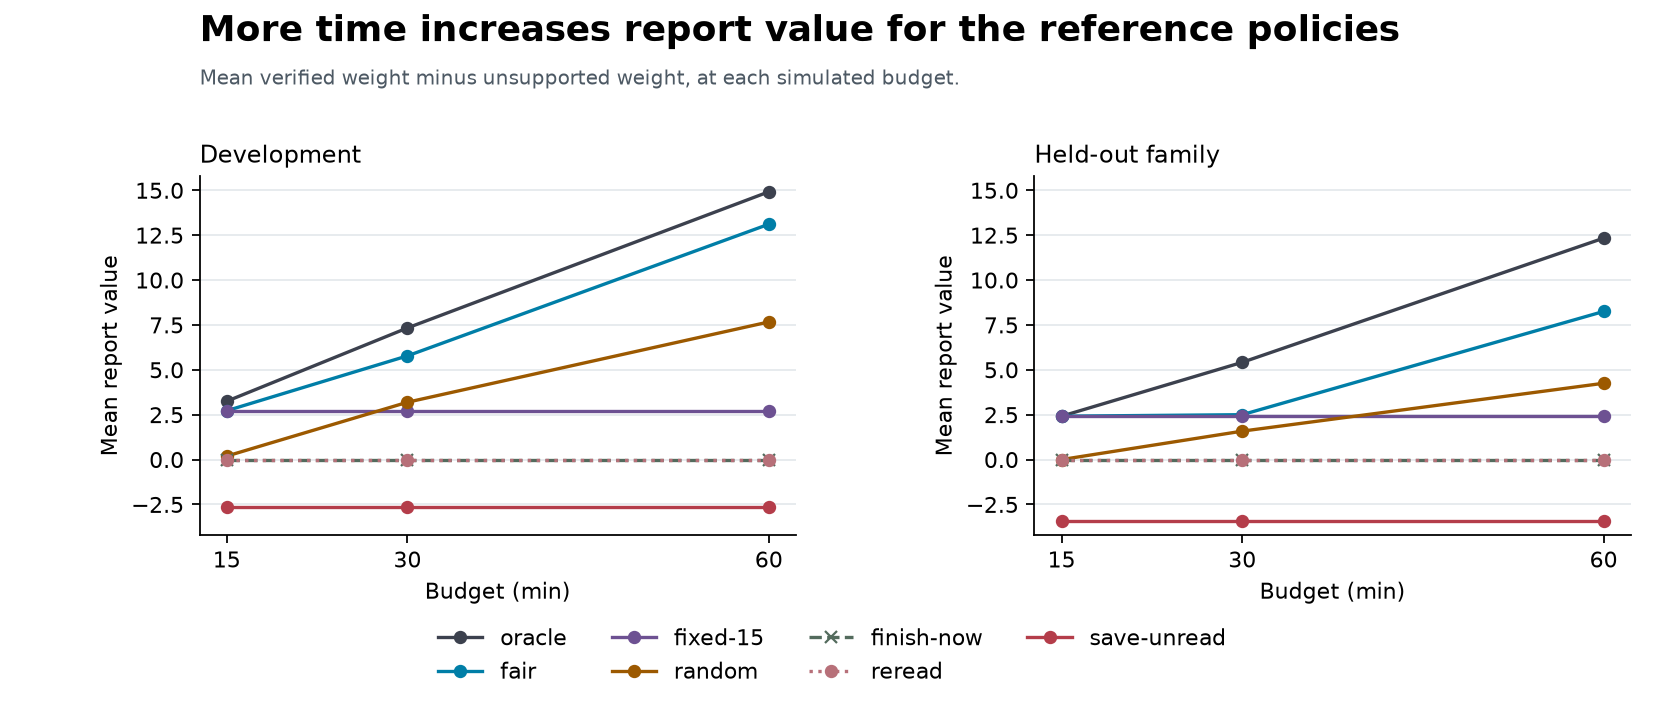 More time increases report value for the reference policies
Mean verified weight minus unsupported weight, at each simulated budget.
Development
15.0
12.5
10.0
7.5
5.0
2.5
0.0
−2.5
Mean report value
15
30
60
Budget (min)
Held-out family
15.0
12.5
10.0
7.5
5.0
2.5
0.0
−2.5
Mean report value
15
30
60
Budget (min)
oracle
fixed-15
finish-now
save-unread
fair
random
reread